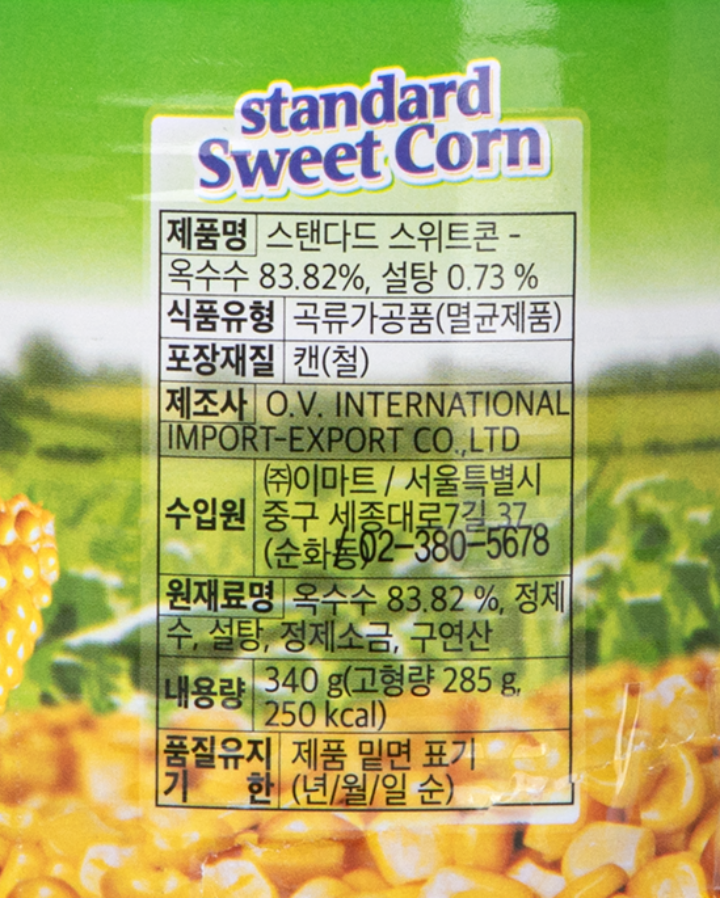 standard
Sweet Corn
제품명 스탠다드 스위트콘 -
옥수수 83.82%, 설탕 0.73 %
식품유형 곡류가공품(멸균제품)
포장재질 캔(철)
제조사 O.V. INTERNATIONAL
IMPORT-EXPORT CO.,LTD
수입원 ㈜이마트 / 서울특별시
중구 세종대로7길 37
(순화동) / 02-380-5678
원재료명 옥수수 83.82 %, 정제
수, 설탕, 정제소금, 구연산
내용량 340 g(고형량 285 g,
250 kcal)
품질유지 제품 밑면 표기
기 한 (년/월/일 순)